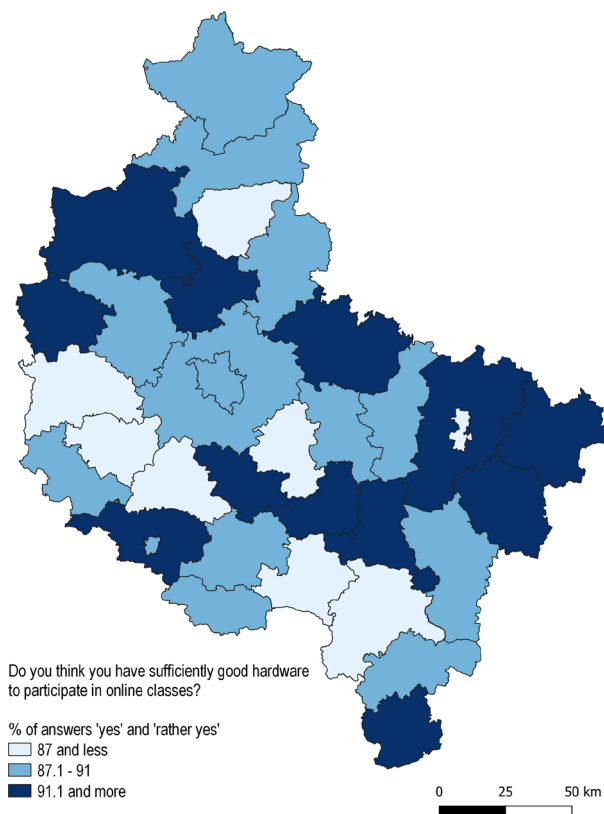 Do you think you have sufficiently good hardware
to participate in online classes?
% of answers 'yes' and 'rather yes'
87 and less
87.1 - 91
91.1 and more
0 25 50 km